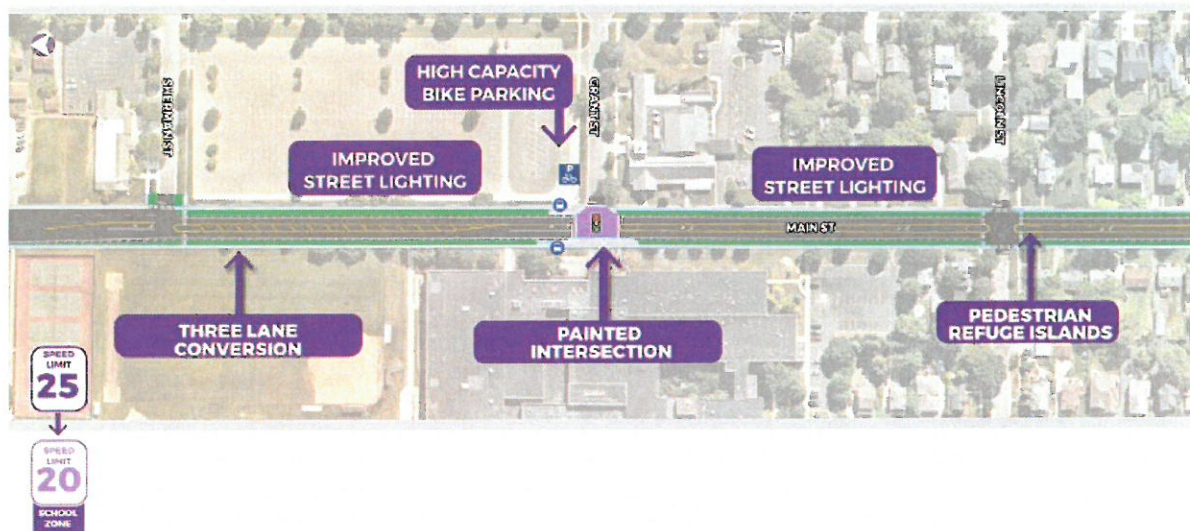 HIGH CAPACITY
BIKE PARKING
SHERMAN ST
GRANT ST
LINCOLN ST
IMPROVED
STREET LIGHTING
IMPROVED
STREET LIGHTING
P
MAIN ST
THREE LANE
CONVERSION
PAINTED
INTERSECTION
PEDESTRIAN
REFUGE ISLANDS
SPEED
LIMIT
25
SPEED
LIMIT
20
SCHOOL
ZONE